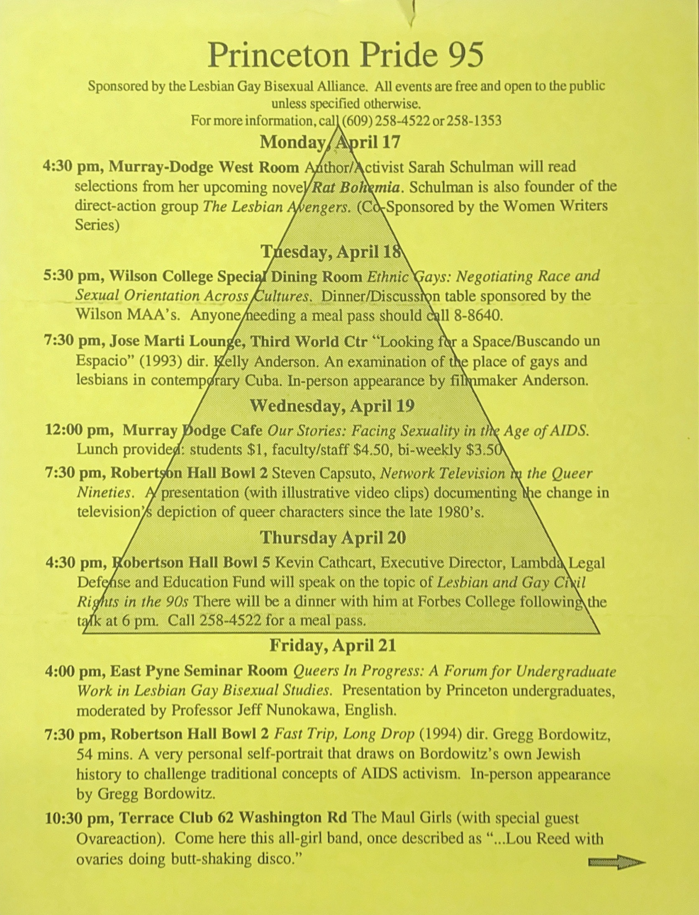 Princeton Pride 95
Sponsored by the Lesbian Gay Bisexual Alliance. All events are free and open to the public
unless specified otherwise.
For more information, call (609) 258-4522 or 258-1353
Monday, April 17
4:30 pm, Murray-Dodge West Room Author/Activist Sarah Schulman will read
selections from her upcoming novel Rat Bohemia. Schulman is also founder of the
direct-action group The Lesbian Avengers. (Co-Sponsored by the Women Writers
Series)
Tuesday, April 18
5:30 pm, Wilson College Special Dining Room Ethnic Gays: Negotiating Race and
Sexual Orientation Across Cultures. Dinner/Discussion table sponsored by the
Wilson MAA's. Anyone needing a meal pass should call 8-8640.
7:30 pm, Jose Marti Lounge, Third World Ctr “Looking for a Space/Buscando un
Espacio” (1993) dir. Kelly Anderson. An examination of the place of gays and
lesbians in contemporary Cuba. In-person appearance by filmmaker Anderson.
Wednesday, April 19
12:00 pm, Murray Dodge Cafe Our Stories: Facing Sexuality in the Age of AIDS.
Lunch provided: students $1, faculty/staff $4.50, bi-weekly $3.50
7:30 pm, Robertson Hall Bowl 2 Steven Capsuto, Network Television in the Queer
Nineties. A presentation (with illustrative video clips) documenting the change in
television's depiction of queer characters since the late 1980's.
Thursday April 20
4:30 pm, Robertson Hall Bowl 5 Kevin Cathcart, Executive Director, Lambda Legal
Defense and Education Fund will speak on the topic of Lesbian and Gay Civil
Rights in the 90s There will be a dinner with him at Forbes College following the
talk at 6 pm. Call 258-4522 for a meal pass.
Friday, April 21
4:00 pm, East Pyne Seminar Room Queers In Progress: A Forum for Undergraduate
Work in Lesbian Gay Bisexual Studies. Presentation by Princeton undergraduates,
moderated by Professor Jeff Nunokawa, English.
7:30 pm, Robertson Hall Bowl 2 Fast Trip, Long Drop (1994) dir. Gregg Bordowitz,
54 mins. A very personal self-portrait that draws on Bordowitz's own Jewish
history to challenge traditional concepts of AIDS activism. In-person appearance
by Gregg Bordowitz.
10:30 pm, Terrace Club 62 Washington Rd The Maul Girls (with special guest
Ovareaction). Come here this all-girl band, once described as “...Lou Reed with
ovaries doing butt-shaking disco.”